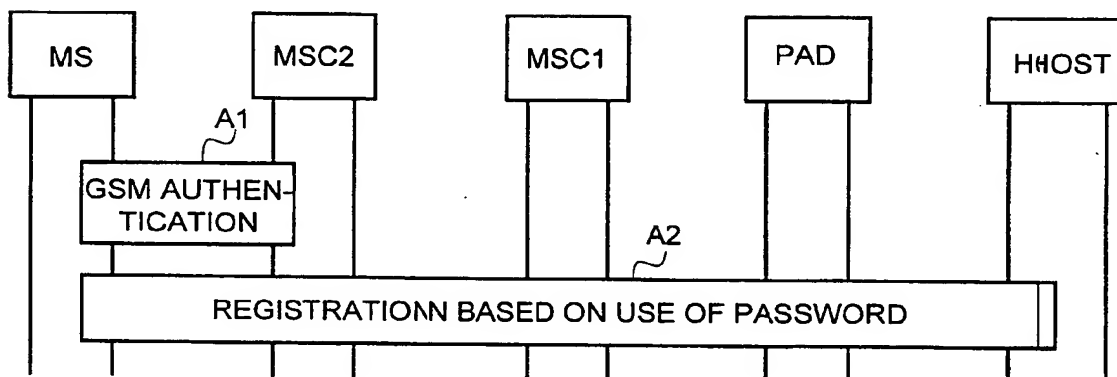 MS
MSC2
MSC1
PAD
HHOST
A1
GSM AUTHEN-
TICATION
A2
REGISTRATIONN BASED ON USE OF PASSWORD